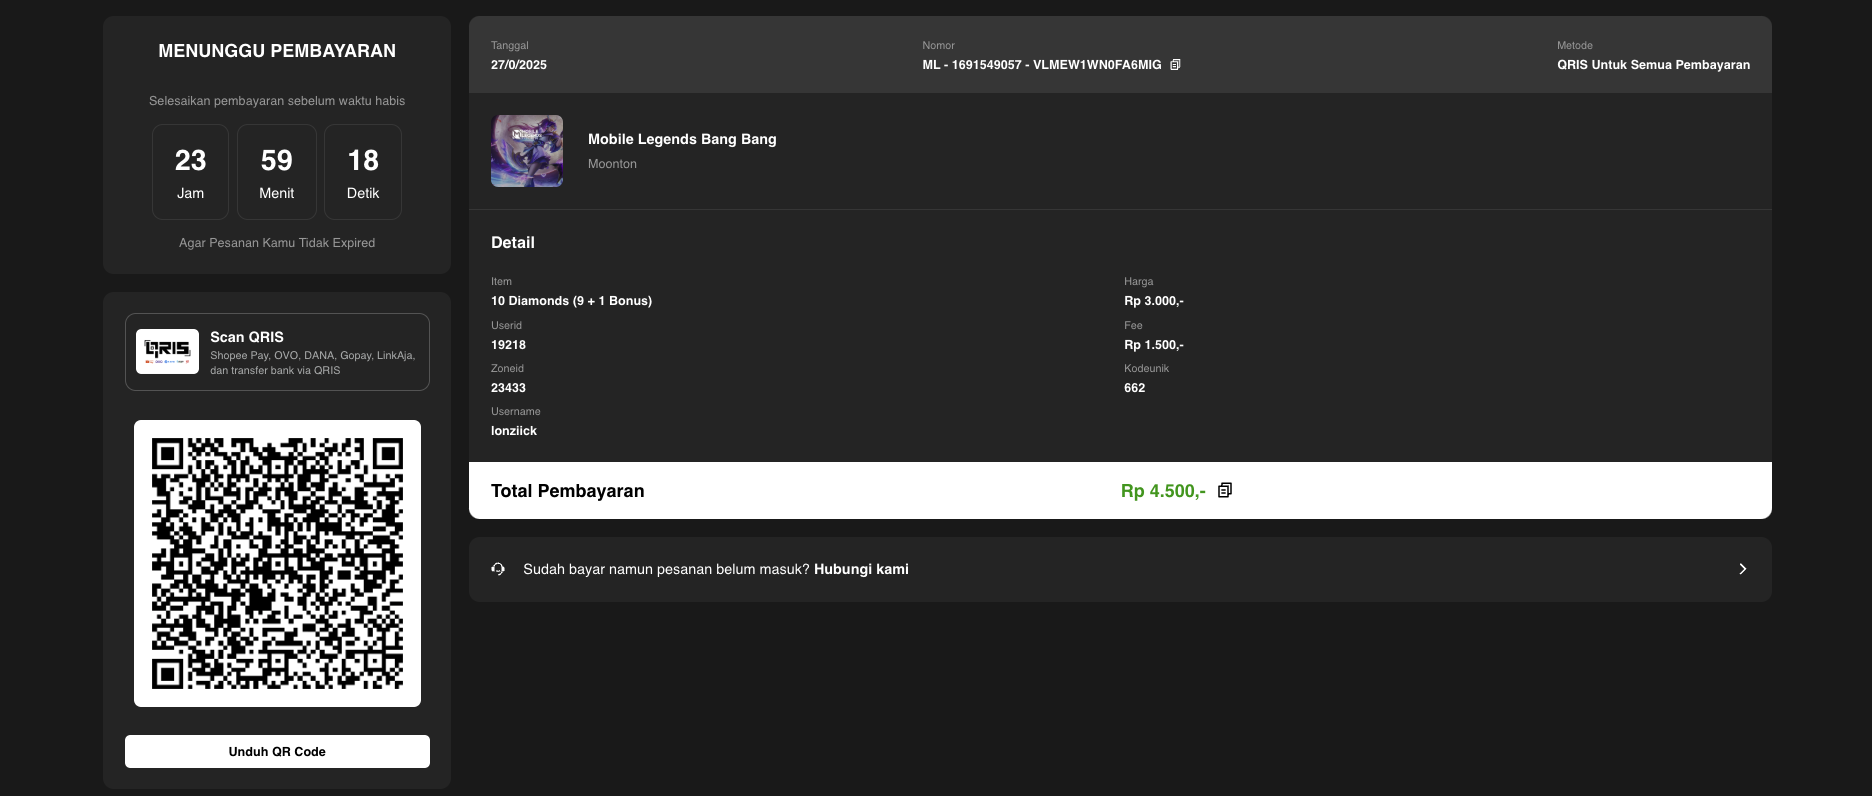 MENUNGGU PEMBAYARAN
Selesaikan pembayaran sebelum waktu habis
23
Jam
59
Menit
18
Detik
Agar Pesanan Kamu Tidak Expired
QRIS
Scan QRIS
Shopee Pay, OVO, DANA, Gopay, LinkAja,
dan transfer bank via QRIS
Unduh QR Code
Tanggal
27/0/2025
Nomor
ML - 1691549057 - VLMEW1WN0FA6MIG
Metode
QRIS Untuk Semua Pembayaran
Mobile Legends Bang Bang
Moonton
Detail
Item
10 Diamonds (9 + 1 Bonus)
Userid
19218
Zoneid
23433
Username
lonziick
Harga
Rp 3.000,-
Fee
Rp 1.500,-
Kodeunik
662
Total Pembayaran
Rp 4.500,-
Sudah bayar namun pesanan belum masuk? Hubungi kami